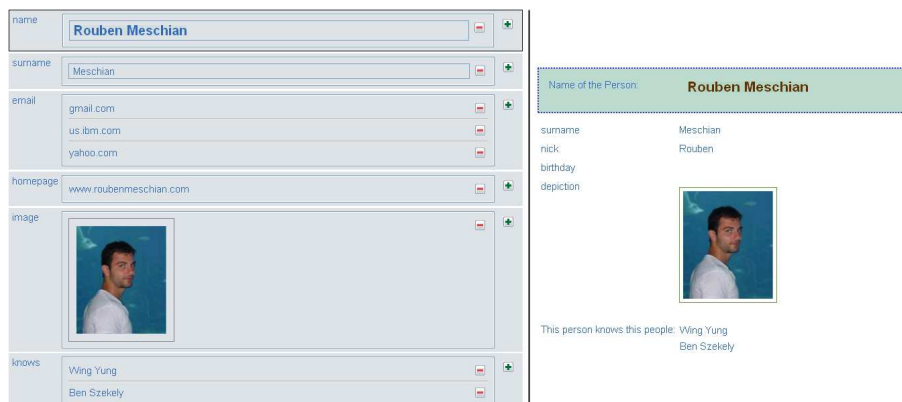 name
Rouben Meschian
surname
Meschian
email
gmail.com
us.ibm.com
yahoo.com
homepage
www.roubenmeschian.com
image
knows
Wing Yung
Ben Szekely
Name of the Person: Rouben Meschian
surname Meschian
nick Rouben
birthday
depiction
This person knows this people: Wing Yung
Ben Szekely